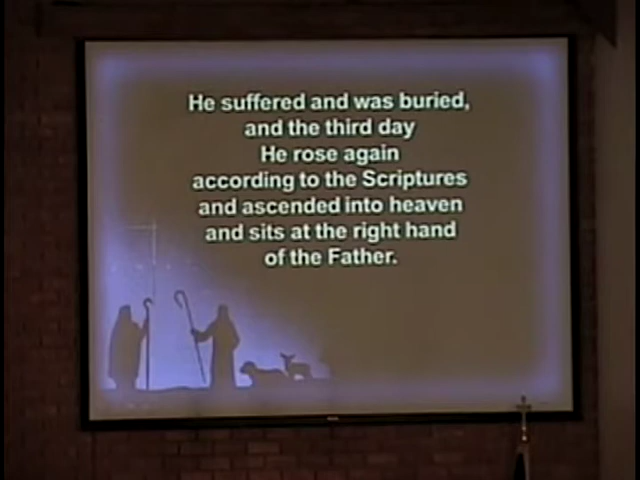 He suffered and was buried,
and the third day
He rose again
according to the Scriptures
and ascended into heaven
and sits at the right hand
of the Father.